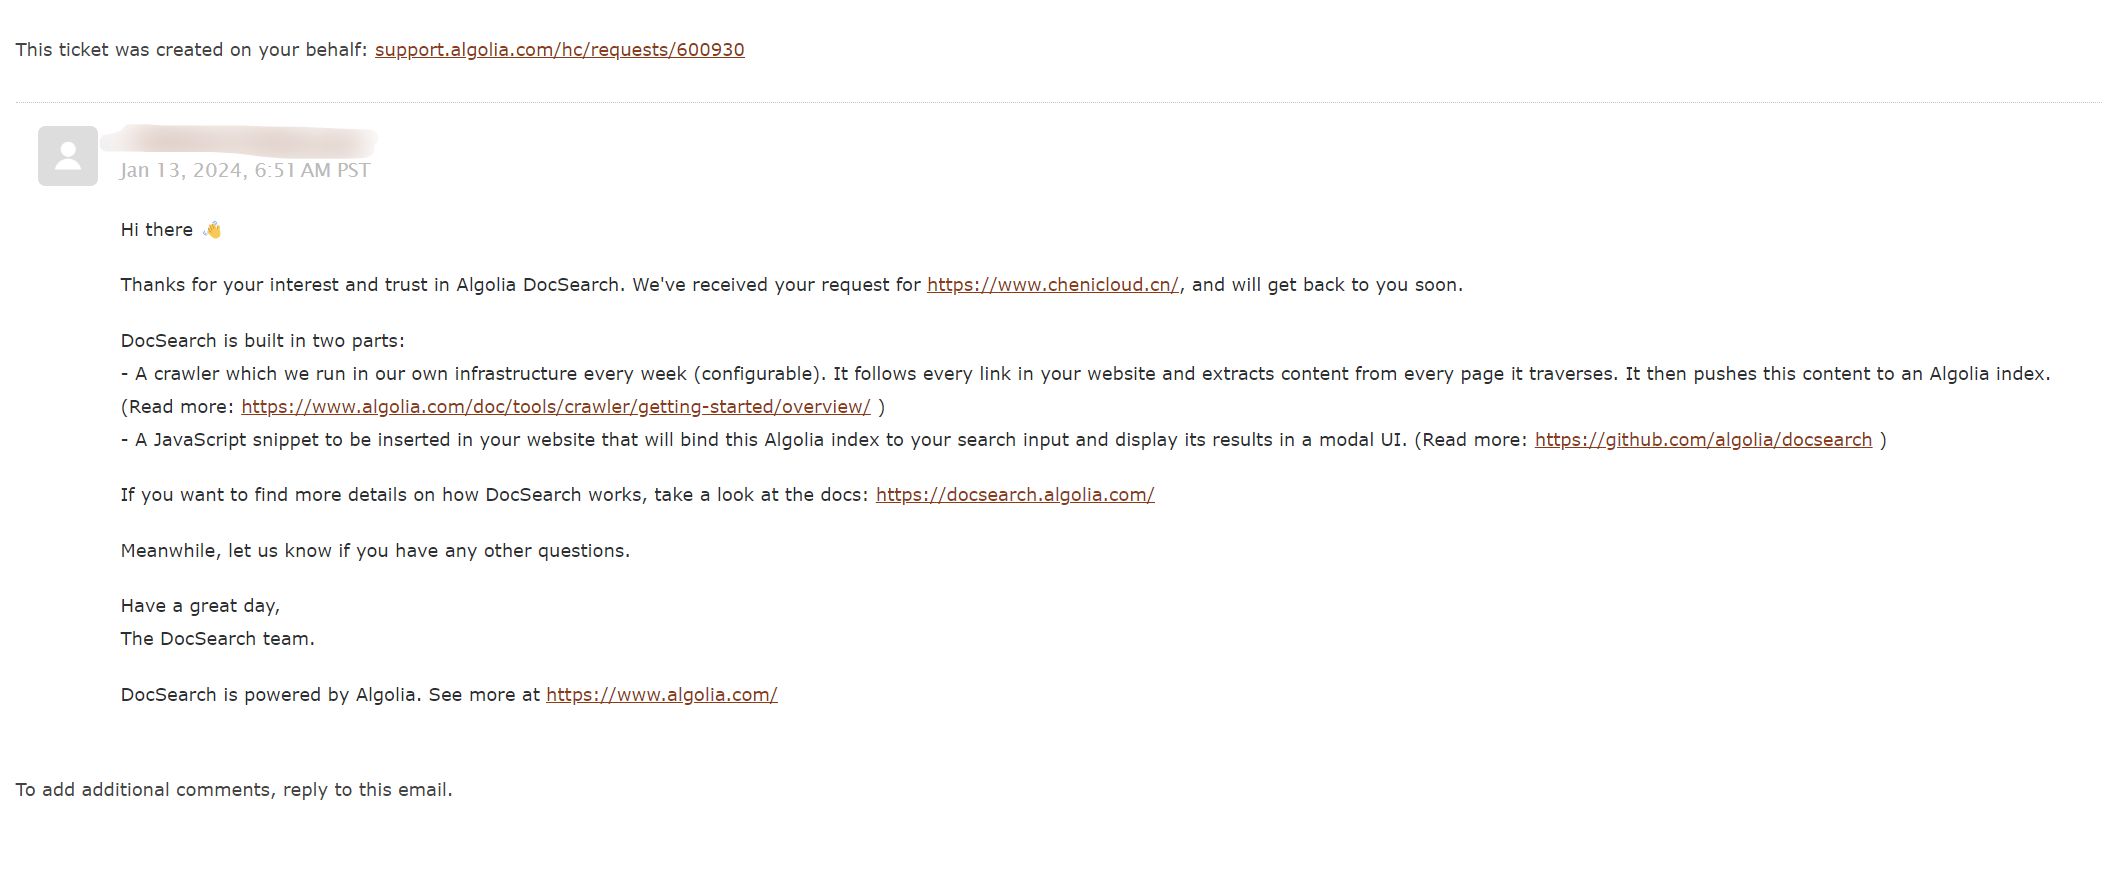 This ticket was created on your behalf: support.algolia.com/hc/requests/600930
Jan 13, 2024, 6:51 AM PST
Hi there 👋
Thanks for your interest and trust in Algolia DocSearch. We've received your request for https://www.chenicloud.cn/, and will get back to you soon.
DocSearch is built in two parts:
- A crawler which we run in our own infrastructure every week (configurable). It follows every link in your website and extracts content from every page it traverses. It then pushes this content to an Algolia index.
(Read more: https://www.algolia.com/doc/tools/crawler/getting-started/overview/ )
- A JavaScript snippet to be inserted in your website that will bind this Algolia index to your search input and display its results in a modal UI. (Read more: https://github.com/algolia/docsearch )
If you want to find more details on how DocSearch works, take a look at the docs: https://docsearch.algolia.com/
Meanwhile, let us know if you have any other questions.
Have a great day,
The DocSearch team.
DocSearch is powered by Algolia. See more at https://www.algolia.com/
To add additional comments, reply to this email.